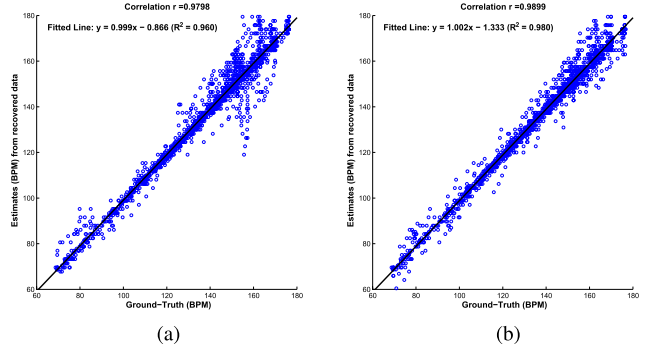 Correlation r =0.9798
Fitted Line: y = 0.999x − 0.866 (R² = 0.960)
180
160
140
120
100
80
60
60 80 100 120 140 160 180
Estimates (BPM) from recovered data
Ground−Truth (BPM)
(a)
Correlation r =0.9899
Fitted Line: y = 1.002x − 1.333 (R² = 0.980)
180
160
140
120
100
80
60
60 80 100 120 140 160 180
Estimates (BPM) from recovered data
Ground−Truth (BPM)
(b)